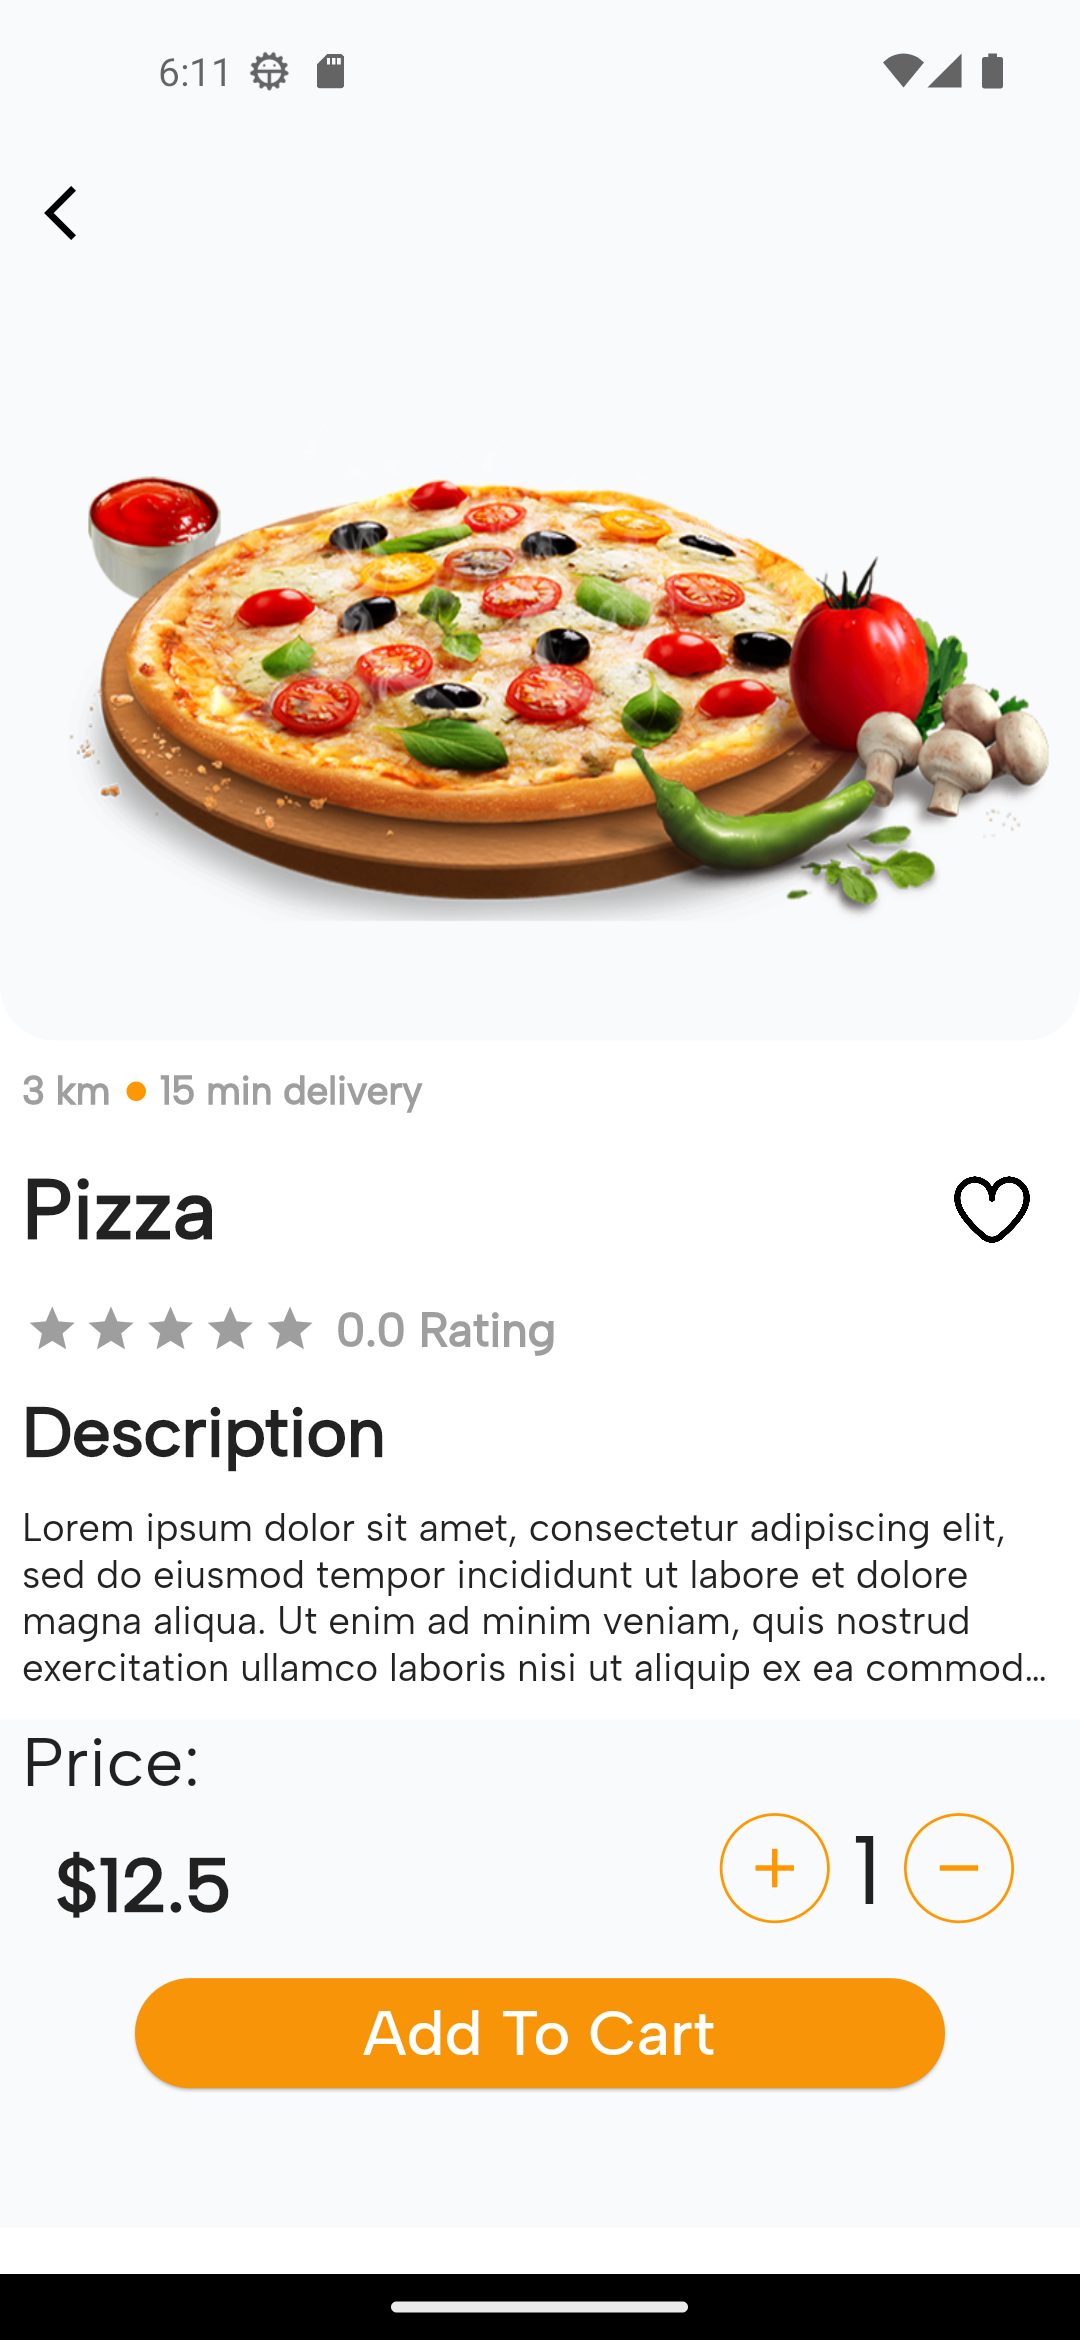 6:11
3 km 15 min delivery
Pizza
0.0 Rating
Description
Lorem ipsum dolor sit amet, consectetur adipiscing elit,
sed do eiusmod tempor incididunt ut labore et dolore
magna aliqua. Ut enim ad minim veniam, quis nostrud
exercitation ullamco laboris nisi ut aliquip ex ea commod...
Price:
$12.5
1
Add To Cart